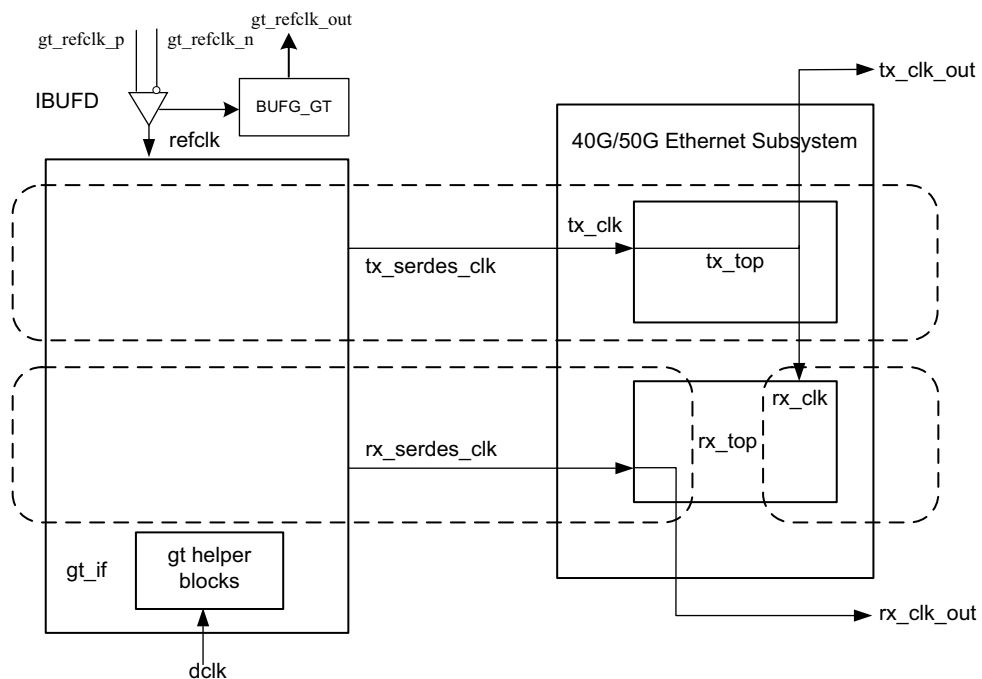 gt_refclk_out
gt_refclk_p
gt_refclk_n
IBUFD
BUFG_GT
refclk
tx_clk_out
40G/50G Ethernet Subsystem
tx_clk
tx_serdes_clk
tx_top
rx_clk
rx_serdes_clk
rx_top
gt_if
gt helper
blocks
rx_clk_out
dclk